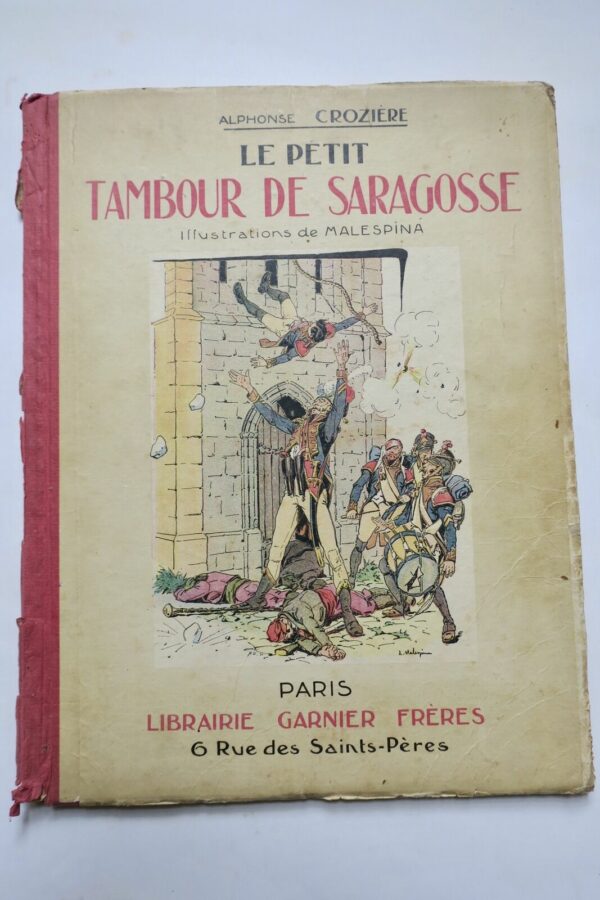 ALPHONSE CROZIÈRE
LE PETIT
TAMBOUR DE SARAGOSSE
Illustrations de MALESPINA
PARIS
LIBRAIRIE GARNIER FRÈRES
6 Rue des Saints-Pères